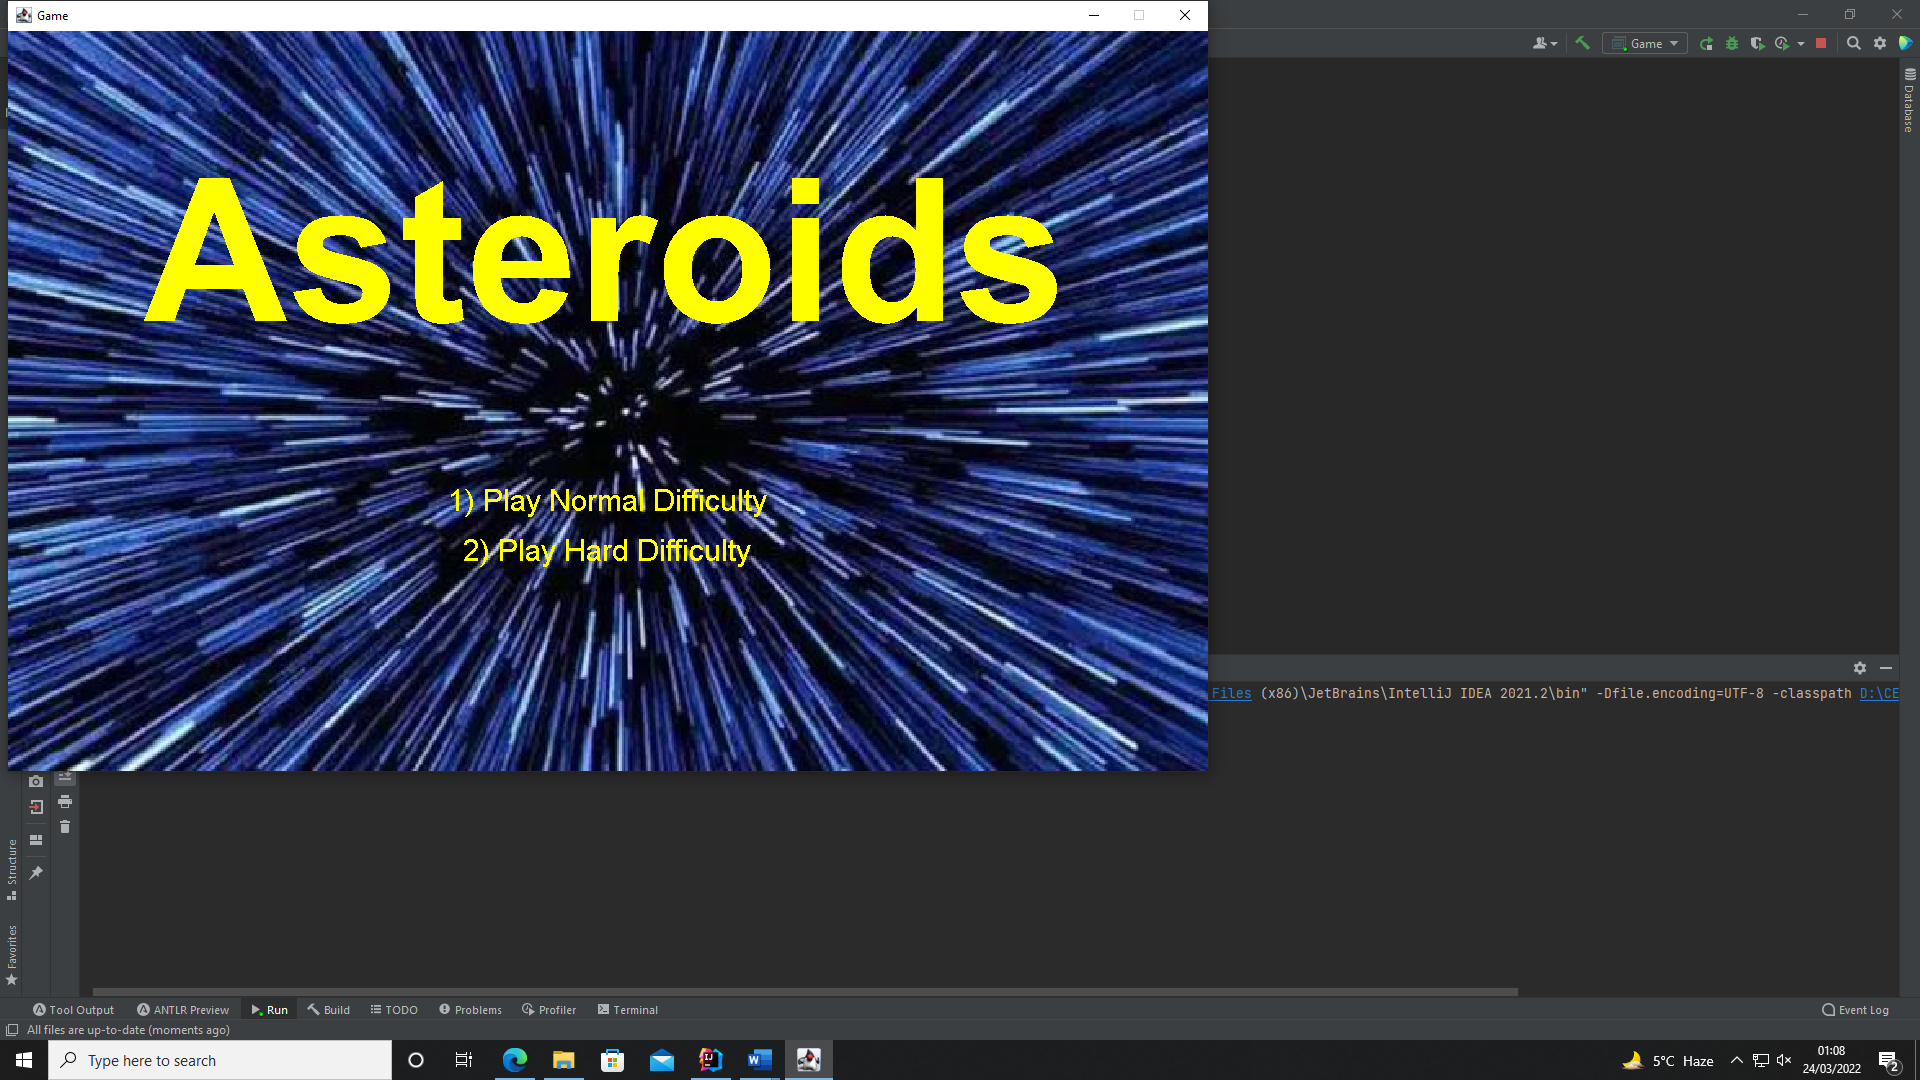 Game
Game
Asteroids
1) Play Normal Difficulty
2) Play Hard Difficulty
Database
Files (x86)\JetBrains\IntelliJ IDEA 2021.2\bin" -Dfile.encoding=UTF-8 -classpath D:\CE
Structure
Favorites
Tool Output
ANTLR Preview
Run
Build
TODO
Problems
Profiler
Terminal
Event Log
All files are up-to-date (moments ago)
Type here to search
5°C Haze
01:08
24/03/2022
2